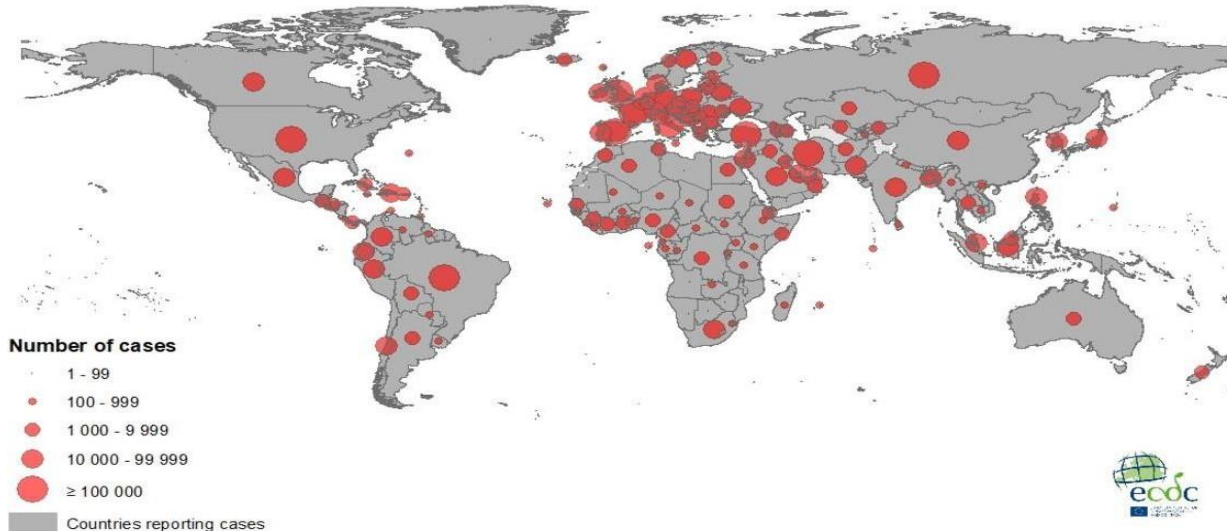 Number of cases
1 - 99
100 - 999
1 000 - 9 999
10 000 - 99 999
≥ 100 000
Countries reporting cases
ecdc